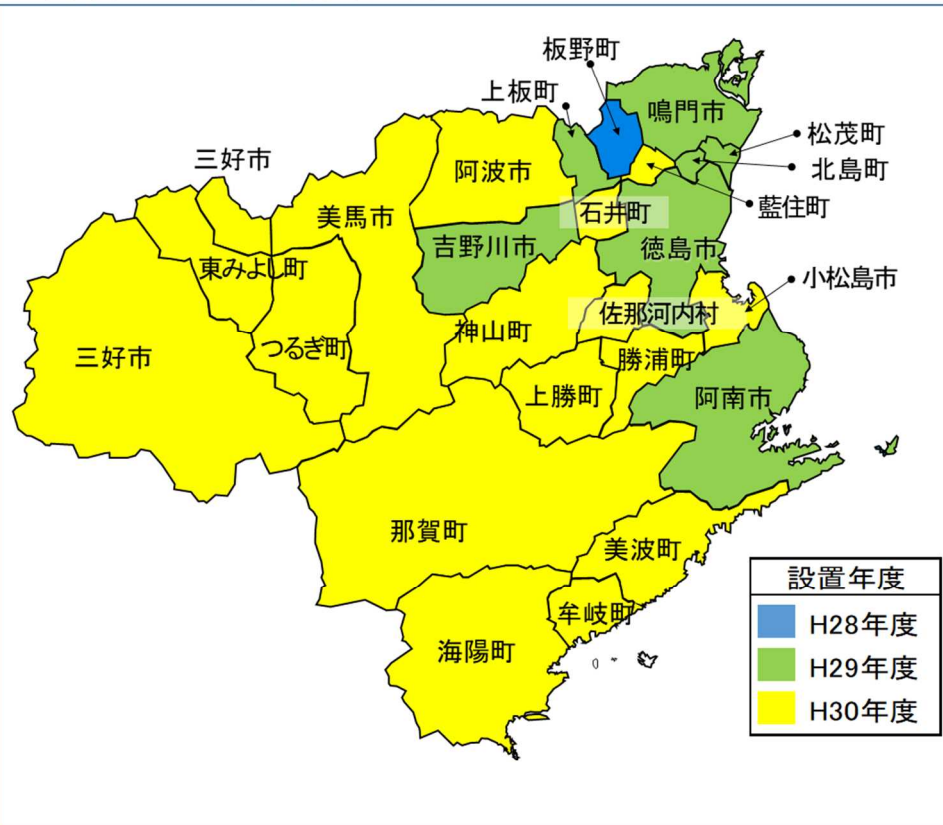 板野町
上板町
鳴門市
松茂町
三好市
阿波市
北島町
藍住町
美馬市
石井町
吉野川市
徳島市
東みよし町
小松島市
佐那河内村
神山町
つるぎ町
三好市
勝浦町
上勝町
阿南市
那賀町
美波町
牟岐町
海陽町
設置年度
H28年度
H29年度
H30年度